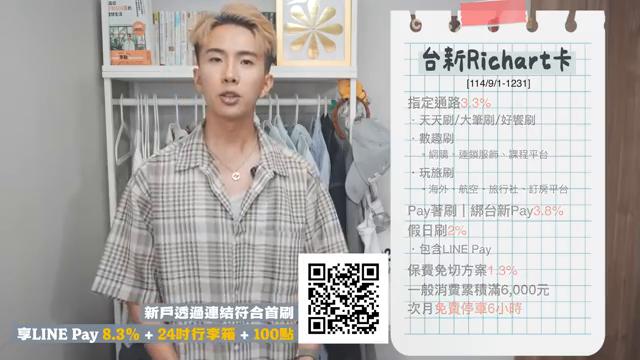 台新Richart卡
[114/9/1-1231]
指定通路3.3%
·天天刷/大筆刷/好饗刷
·數趣刷
◦網購、連鎖服飾、課程平台
·玩旅刷
◦海外、航空、旅行社、訂房平台
Pay著刷｜綁台新Pay3.8%
假日刷2%
·包含LINE Pay
保費免切方案1.3%
一般消費累積滿6,000元
次月免費停車6小時
新戶透過連結符合首刷
享LINE Pay 8.3% + 24吋行李箱 + 100點